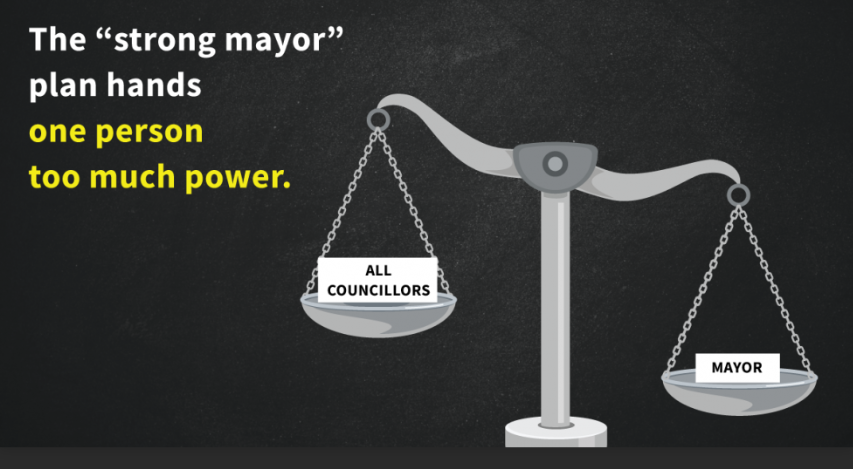 The “strong mayor”
plan hands
one person
too much power.
ALL
COUNCILLORS
MAYOR